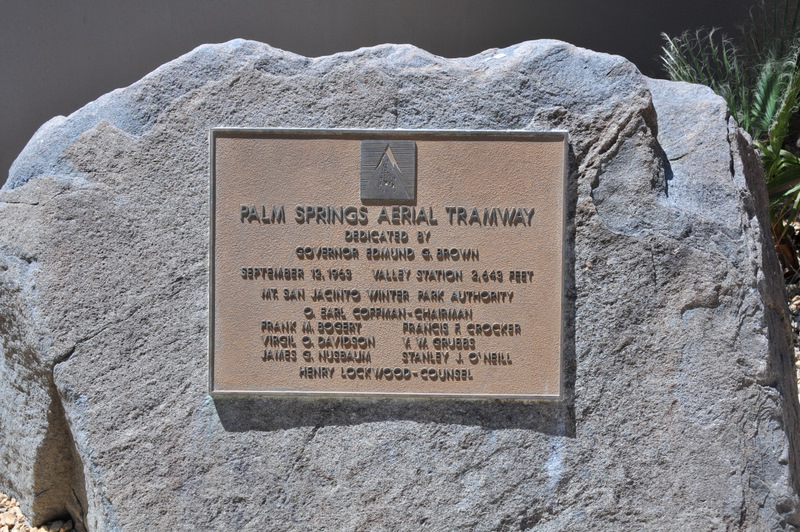 PALM SPRINGS AERIAL TRAMWAY
DEDICATED BY
GOVERNOR EDMUND G. BROWN
SEPTEMBER 13, 1963 VALLEY STATION 2,643 FEET
MT. SAN JACINTO WINTER PARK AUTHORITY
O. EARL COFFMAN-CHAIRMAN
FRANK M. BOGERT FRANCIS F. CROCKER
VIRGIL O. DAVIDSON V. W. GRUBBS
JAMES G. NUSBAUM STANLEY J. O'NEILL
HENRY LOCKWOOD-COUNSEL